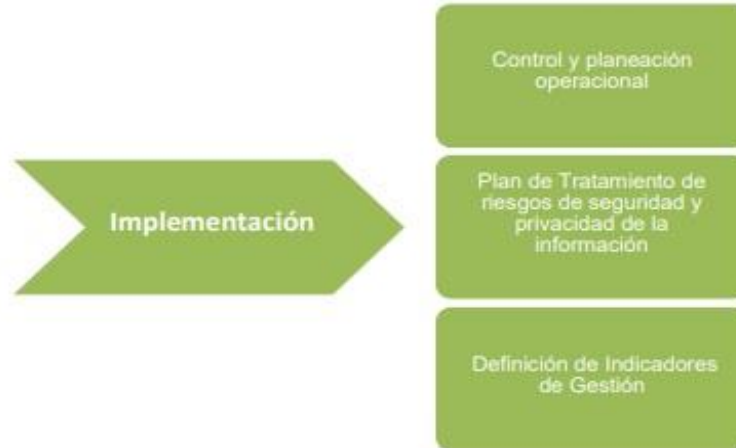 Control y planeación
operacional
Implementación
Plan de Tratamiento de
riesgos de seguridad y
privacidad de la
información
Definición de Indicadores
de Gestión